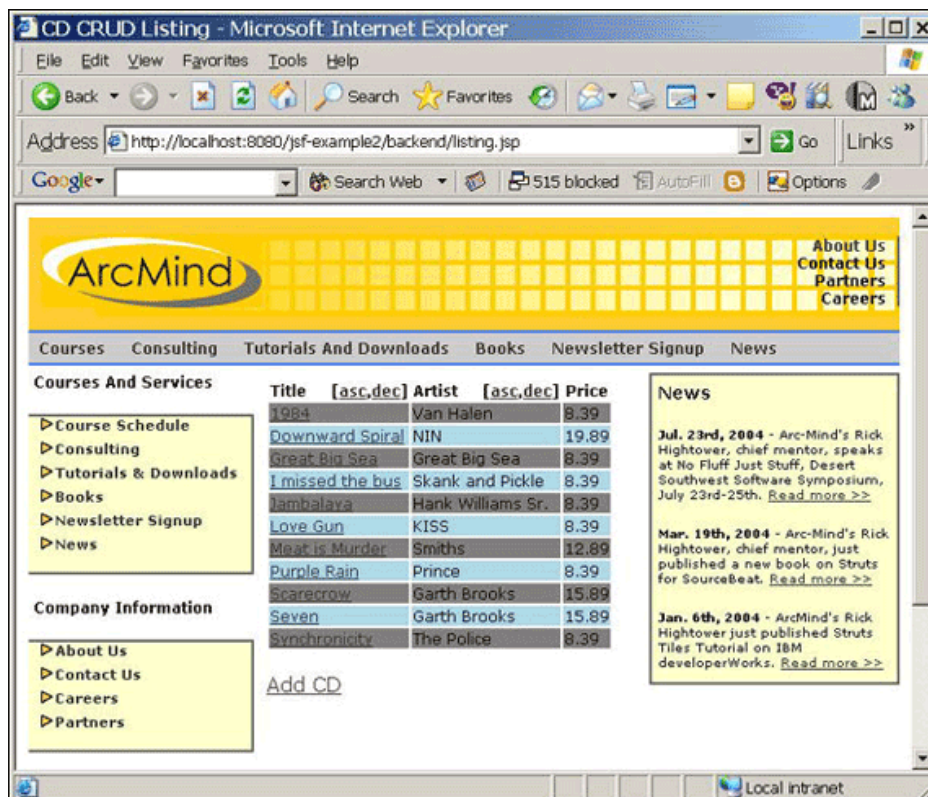 CD CRUD Listing - Microsoft Internet Explorer
File Edit View Favorites Tools Help
Back Search Favorites
Address http://localhost:8080/jsf-example2/backend/listing.jsp Go Links »
Google Search Web 515 blocked AutoFill Options
ArcMind
About Us
Contact Us
Partners
Careers
Courses Consulting Tutorials And Downloads Books Newsletter Signup News
Courses And Services
Course Schedule
Consulting
Tutorials & Downloads
Books
Newsletter Signup
News
Company Information
About Us
Contact Us
Careers
Partners
Title [asc,dec] Artist [asc,dec] Price
1984 Van Halen 8.39
Downward Spiral NIN 19.89
Great Big Sea Great Big Sea 8.39
I missed the bus Skank and Pickle 8.39
Jambalaya Hank Williams Sr. 8.39
Love Gun KISS 8.39
Meat is Murder Smiths 12.89
Purple Rain Prince 8.39
Scarecrow Garth Brooks 15.89
Seven Garth Brooks 15.89
Synchronicity The Police 8.39
Add CD
News
Jul. 23rd, 2004 - Arc-Mind's Rick
Hightower, chief mentor, speaks
at No Fluff Just Stuff, Desert
Southwest Software Symposium,
July 23rd-25th. Read more >>
Mar. 19th, 2004 - Arc-Mind's Rick
Hightower, chief mentor, just
published a new book on Struts
for SourceBeat. Read more >>
Jan. 6th, 2004 - ArcMind's Rick
Hightower just published Struts
Tiles Tutorial on IBM
developerWorks. Read more >>
Local intranet